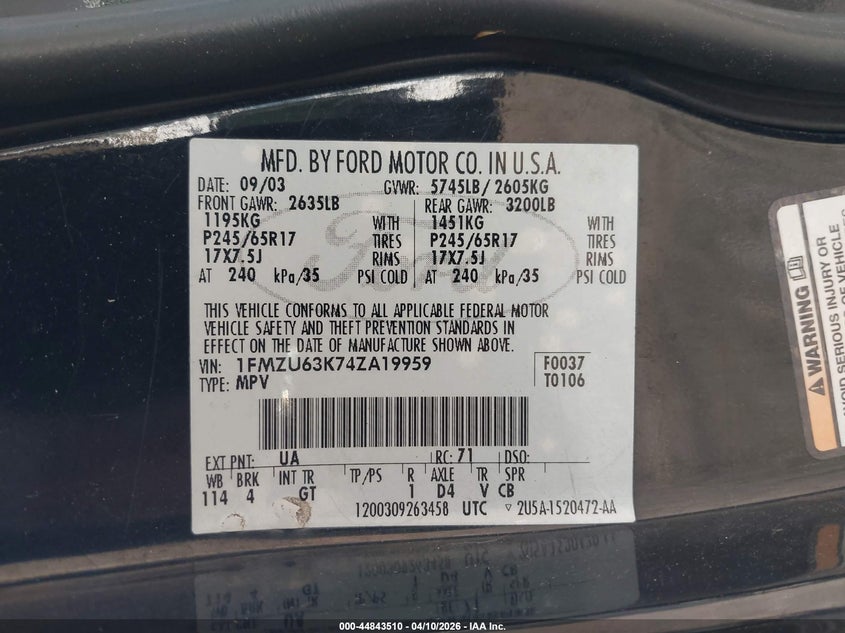 MFD. BY FORD MOTOR CO. IN U.S.A.
DATE: 09/03 GVWR: 5745LB/ 2605KG
FRONT GAWR: 2635LB REAR GAWR: 3200LB
1195KG WITH 1451KG WITH
P245/65R17 TIRES P245/65R17 TIRES
17X7.5J RIMS 17X7.5J RIMS
AT 240 kPa/35 PSI COLD AT 240 kPa/35 PSI COLD
Ford
THIS VEHICLE CONFORMS TO ALL APPLICABLE FEDERAL MOTOR
VEHICLE SAFETY AND THEFT PREVENTION STANDARDS IN
EFFECT ON THE DATE OF MANUFACTURE SHOWN ABOVE.
VIN: 1FMZU63K74ZA19959 F0037
TYPE: MPV T0106
EXT PNT: UA RC: 71 DSO:
WB BRK INT TR TP/PS R AXLE TR SPR
114 4 GT 1 D4 V CB
1200309263458 UTC ▿ 2U5A-1520472-AA
WARNING
VOID SERIOUS INJURY OR
000-44843510 - 04/10/2026 - IAA Inc.